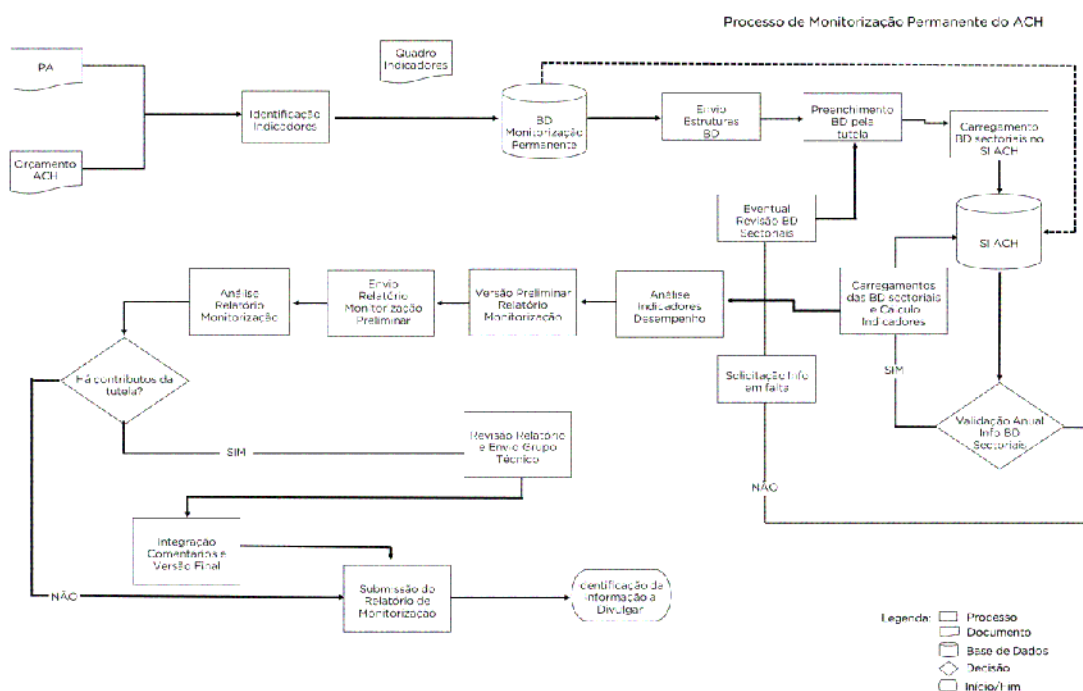 Processo de Monitorização Permanente do ACH
PA
Orçamento
ACH
Identificação
Indicadores
Quadro
Indicadores
BD
Monitorização
Permanente
Envio
Estruturas
BD
Preenchimento
BD pela
tutela
Carregamento
BD sectoriais no
SI ACH
SI ACH
Eventual
Revisão BD
Sectoriais
Carregamentos
das BD sectoriais
e Calculo
Indicadores
Análise
Indicadores
Desempenho
Versão Preliminar
Relatório
Monitorização
Envio
Relatório
Monitorização
Preliminar
Análise
Relatório
Monitorização
Há contributos da
tutela?
Solicitação Info
em falta
SIM
Validação Anual
Info BD
Sectoriais
NÃO
SIM
Revisão Relatório
e Envio Grupo
Técnico
Integração
Comentários e
Versão Final
NÃO
Submissão do
Relatório de
Monitorização
Identificação da
Informação a
Divulgar
Legenda:
Processo
Documento
Base de Dados
Decisão
Início/Fim